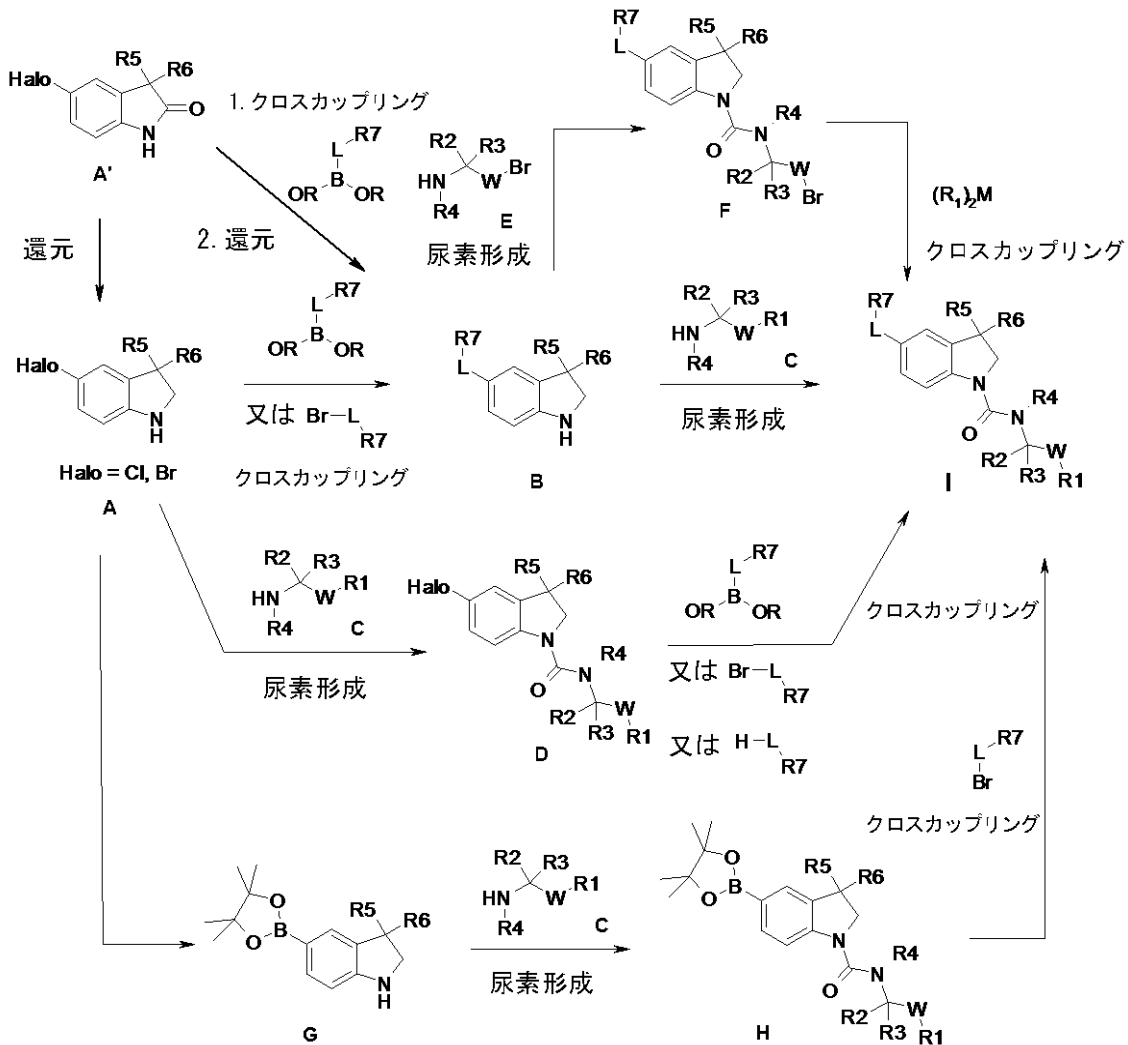 R5
R6
Halo
O
N
H
A'
1. クロスカップリング
R7
L
B
OR OR
R2 R3
HN W Br
R4
E
尿素形成
R7
L
R5
R6
N
R4
O N
R2 W
R3 Br
F
(R₁)₂M
クロスカップリング
還元
2. 還元
R5
R6
Halo
N
H
Halo = Cl, Br
A
R7
L
B
OR OR
又は Br L
R7
クロスカップリング
R7
L
R5
R6
N
H
B
R2 R3
HN W R1
R4
C
尿素形成
R7
L
R5
R6
N
R4
O N
R2 W
R3 R1
I
R2 R3
HN W R1
R4
C
尿素形成
Halo
R5
R6
N
R4
O N
R2 W
R3 R1
D
R7
L
B
OR OR
又は Br L
R7
又は H L
R7
クロスカップリング
R7
L
Br
クロスカップリング
O
O B
R5
R6
N
H
G
R2 R3
HN W R1
R4
C
尿素形成
O
O B
R5
R6
N
R4
O N
R2 W
R3 R1
H